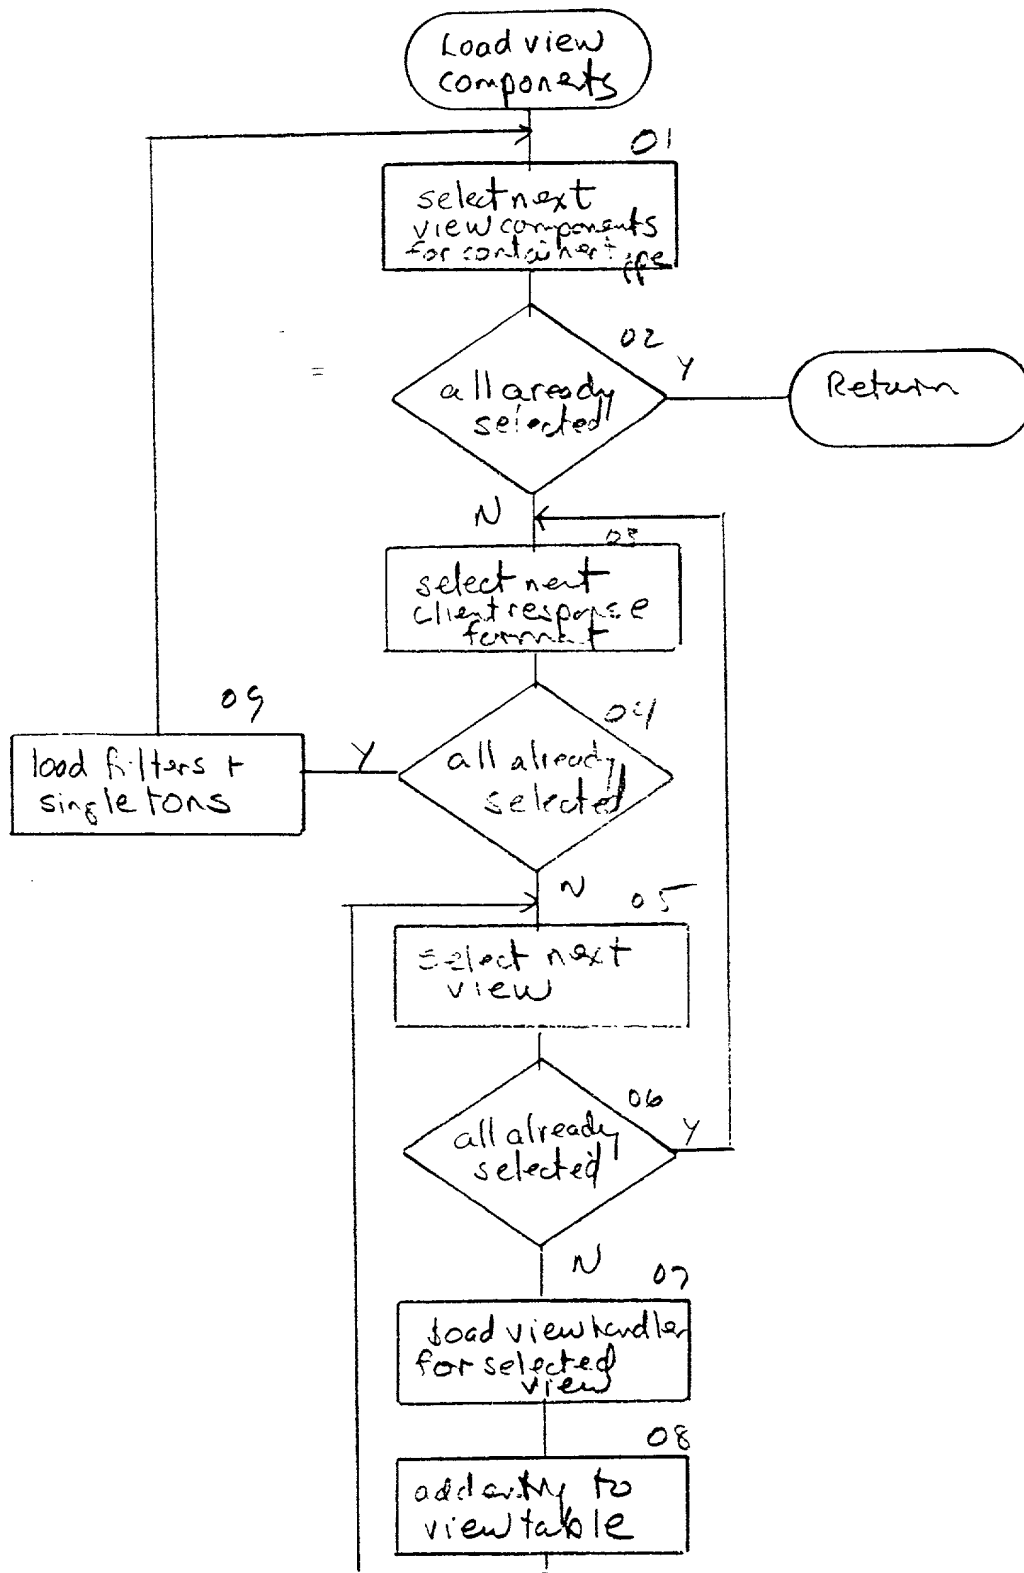 Load view
components
01
select next
view components
for container type
02
all aready
selected
Y
Return
N
03
select next
client response
format
04
all already
selected
Y
09
load filters +
singletons
N
05
select next
view
06
all already
selected
Y
N
07
load view handler
for selected
view
08
add entry to
view table